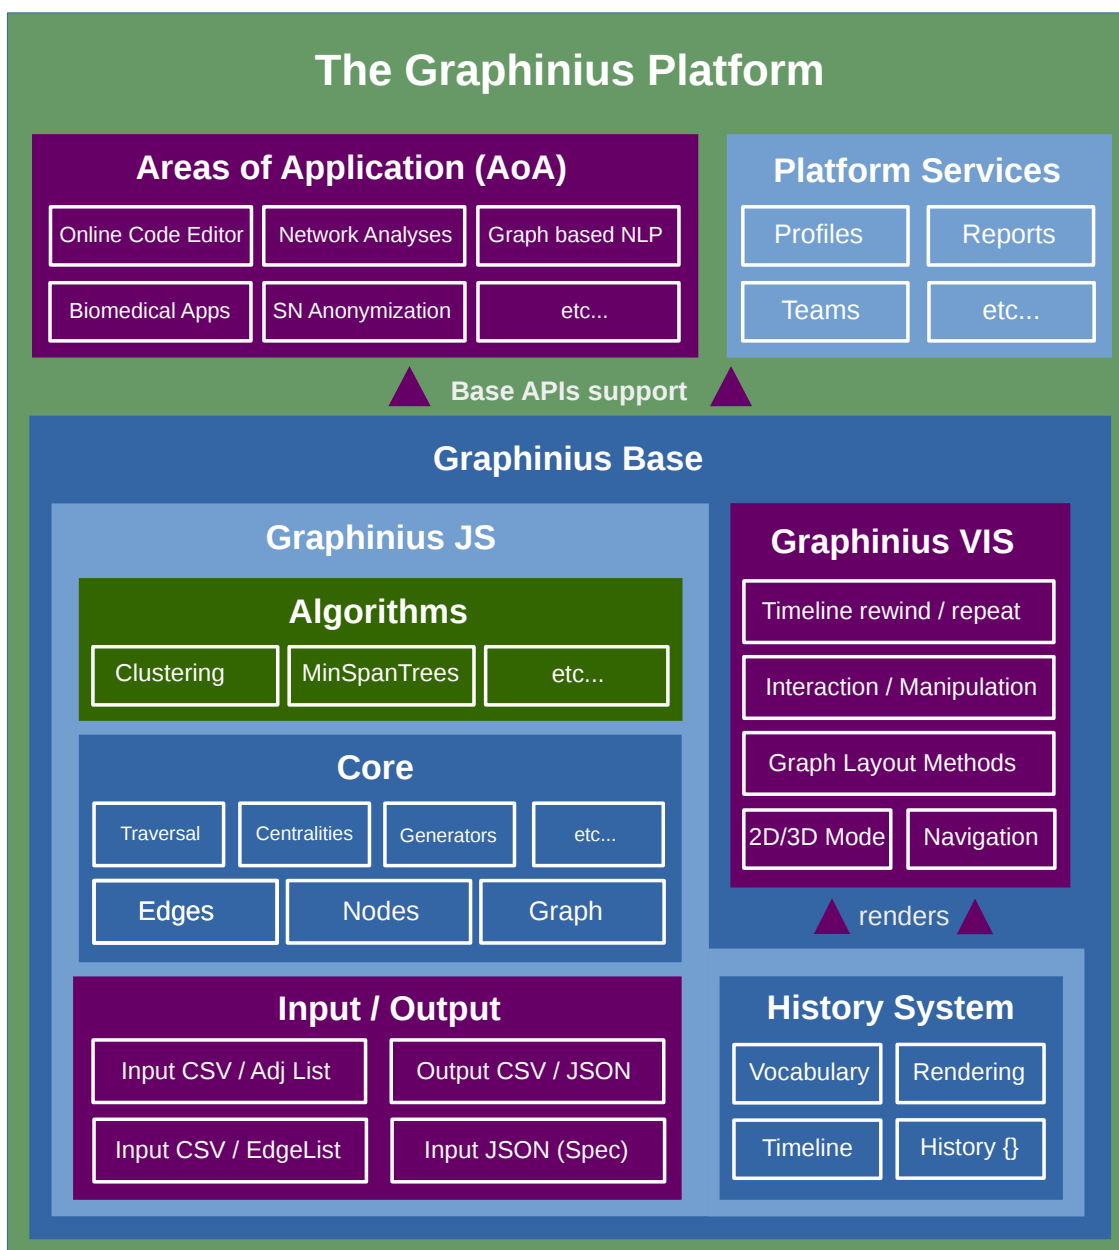 The Graphinius Platform
Areas of Application (AoA)
Online Code Editor
Network Analyses
Graph based NLP
Biomedical Apps
SN Anonymization
etc...
Platform Services
Profiles
Reports
Teams
etc...
Base APIs support
Graphinius Base
Graphinius JS
Algorithms
Clustering
MinSpanTrees
etc...
Core
Traversal
Centralities
Generators
etc...
Edges
Nodes
Graph
Input / Output
Input CSV / Adj List
Output CSV / JSON
Input CSV / EdgeList
Input JSON (Spec)
Graphinius VIS
Timeline rewind / repeat
Interaction / Manipulation
Graph Layout Methods
2D/3D Mode
Navigation
renders
History System
Vocabulary
Rendering
Timeline
History {}